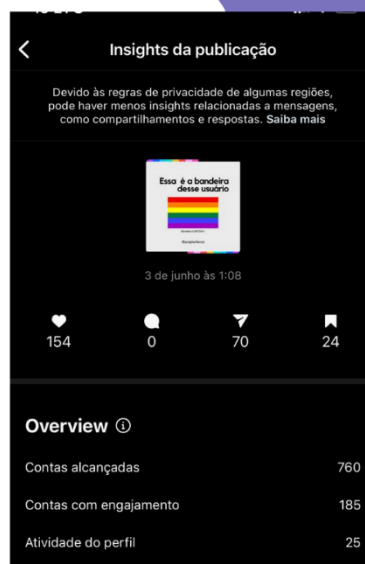 Insights da publicação
Devido às regras de privacidade de algumas regiões,
pode haver menos insights relacionadas a mensagens,
como compartilhamentos e respostas. Saiba mais
Essa é a bandeira
desse usuário
3 de junho às 1:08
154
0
70
24
Overview
Contas alcançadas
760
Contas com engajamento
185
Atividade do perfil
25